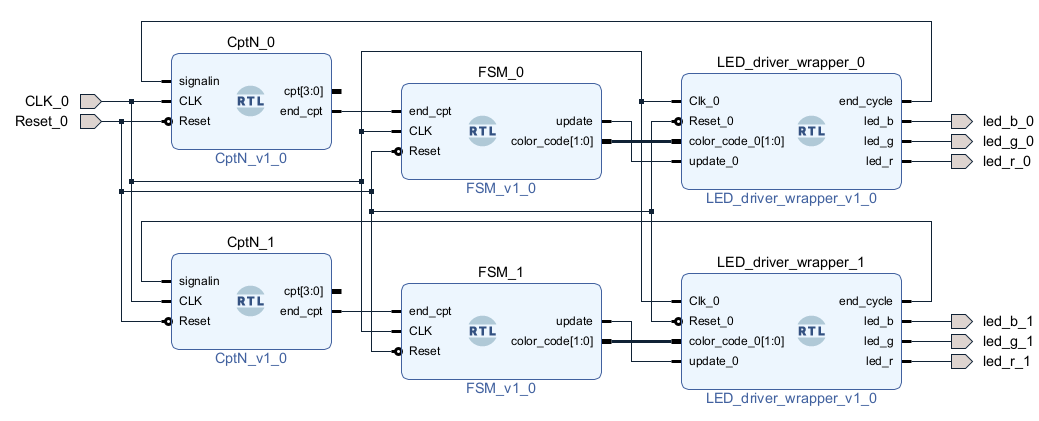 CLK_0
Reset_0
CptN_0
signalin
CLK
Reset
RTL
cpt[3:0]
end_cpt
CptN_v1_0
FSM_0
end_cpt
CLK
Reset
RTL
update
color_code[1:0]
FSM_v1_0
LED_driver_wrapper_0
Clk_0
Reset_0
color_code_0[1:0]
update_0
RTL
end_cycle
led_b
led_g
led_r
LED_driver_wrapper_v1_0
led_b_0
led_g_0
led_r_0
CptN_1
signalin
CLK
Reset
RTL
cpt[3:0]
end_cpt
CptN_v1_0
FSM_1
end_cpt
CLK
Reset
RTL
update
color_code[1:0]
FSM_v1_0
LED_driver_wrapper_1
Clk_0
Reset_0
color_code_0[1:0]
update_0
RTL
end_cycle
led_b
led_g
led_r
LED_driver_wrapper_v1_0
led_b_1
led_g_1
led_r_1